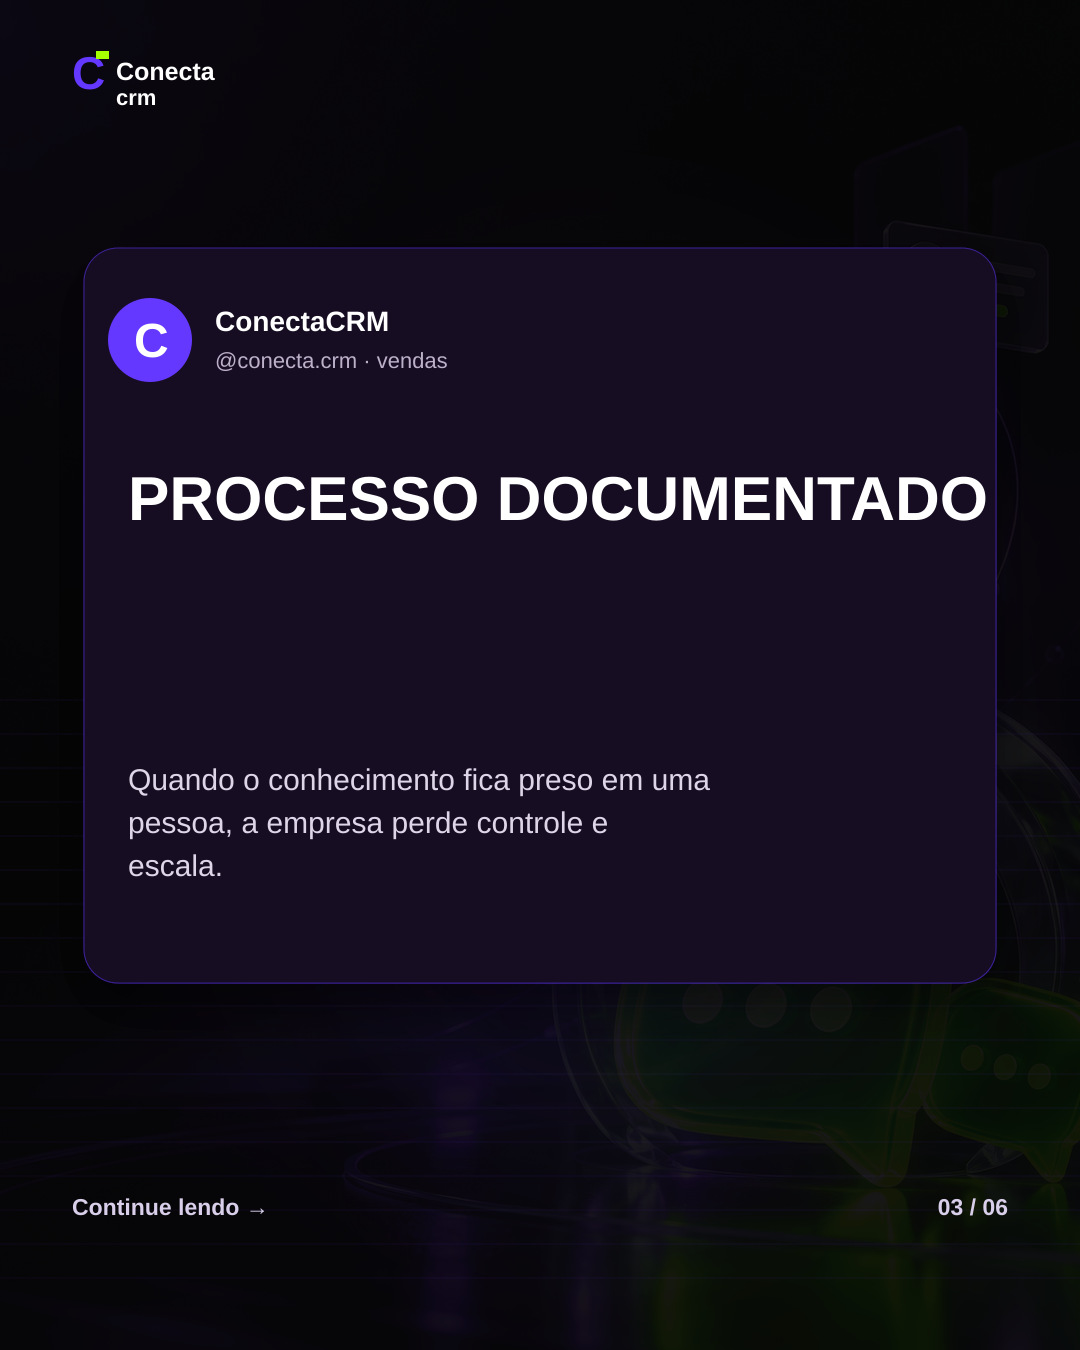 C Conecta
crm
C
ConectaCRM
@conecta.crm · vendas
PROCESSO DOCUMENTADO
Quando o conhecimento fica preso em uma
pessoa, a empresa perde controle e
escala.
Continue lendo →
03 / 06